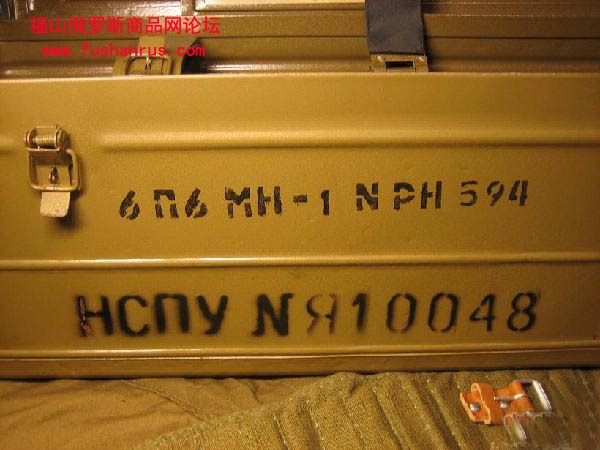 福山俄罗斯商品网论坛
www.fushanrus.com
6П6 МН-1 N РН 594
НСПУ N Я10048